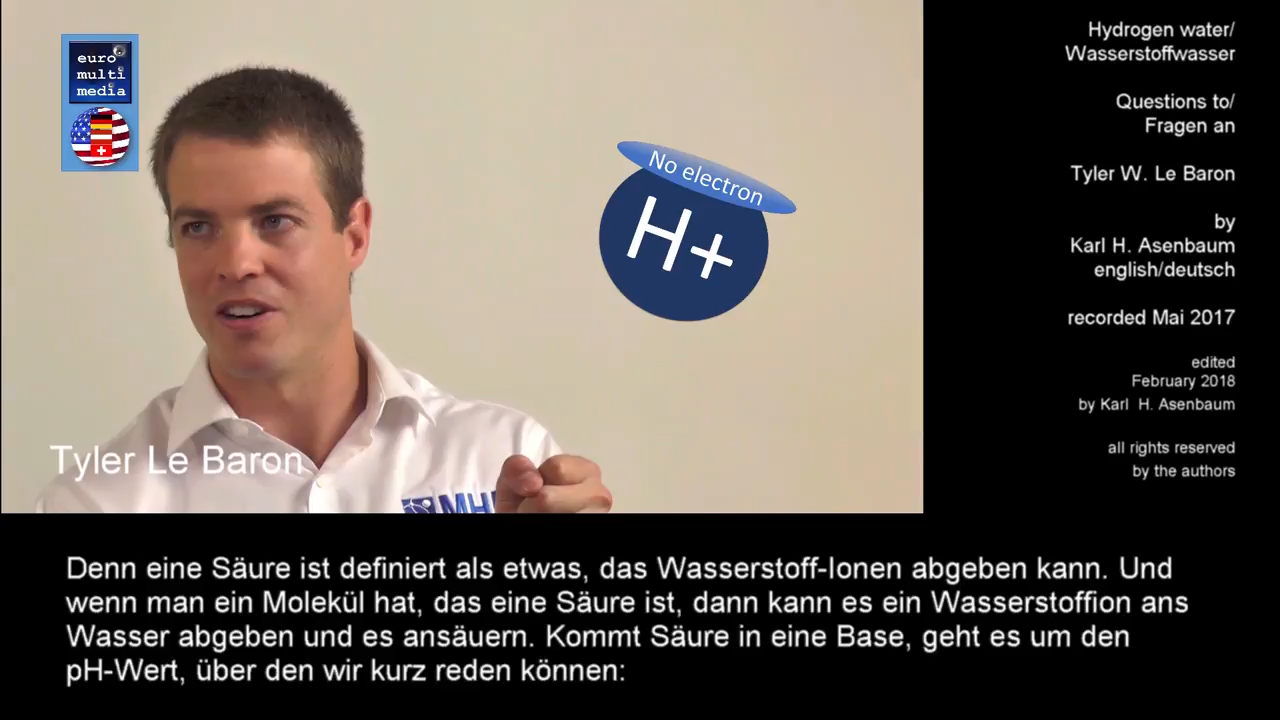 euro
multi
media
No electron
H+
Tyler Le Baron
Hydrogen water/
Wasserstoffwasser
Questions to/
Fragen an
Tyler W. Le Baron
by
Karl H. Asenbaum
english/deutsch
recorded Mai 2017
edited
February 2018
by Karl H. Asenbaum
all rights reserved
by the authors
Denn eine Säure ist definiert als etwas, das Wasserstoff-Ionen abgeben kann. Und
wenn man ein Molekül hat, das eine Säure ist, dann kann es ein Wasserstoffion ans
Wasser abgeben und es ansäuern. Kommt Säure in eine Base, geht es um den
pH-Wert, über den wir kurz reden können: